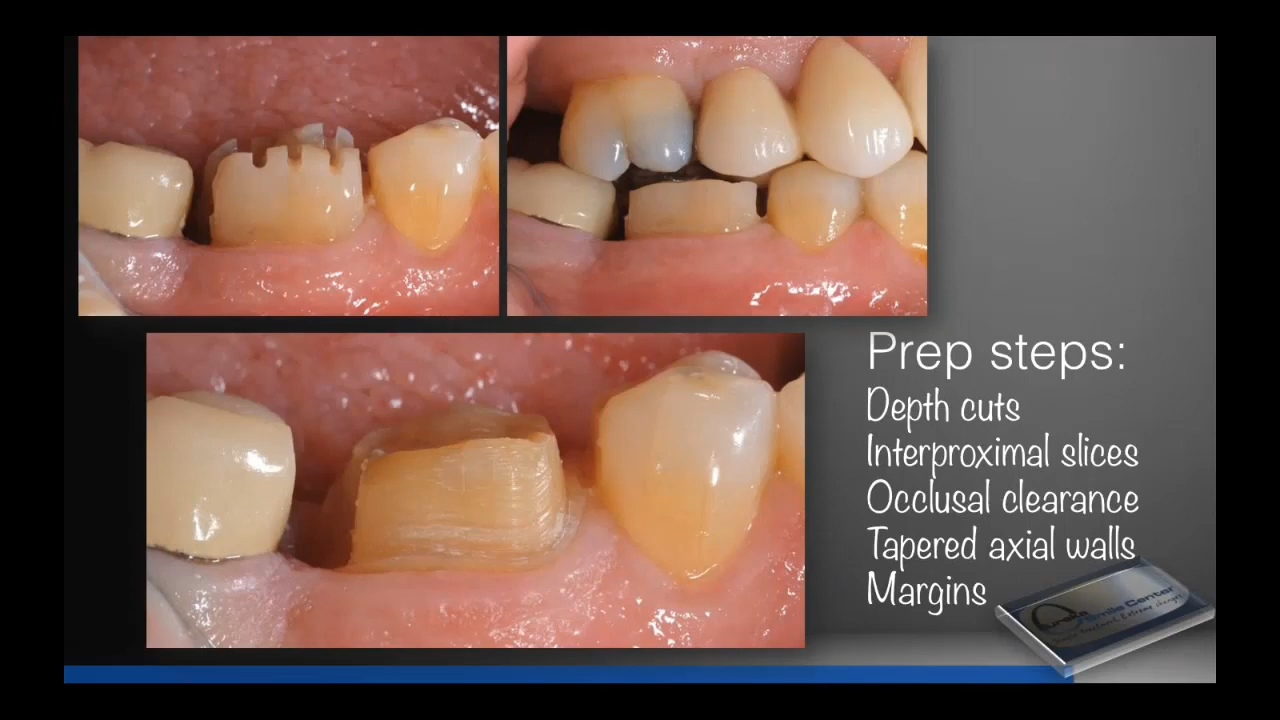 Prep steps:
Depth cuts
Interproximal slices
Occlusal clearance
Tapered axial walls
Margins
Smile Center